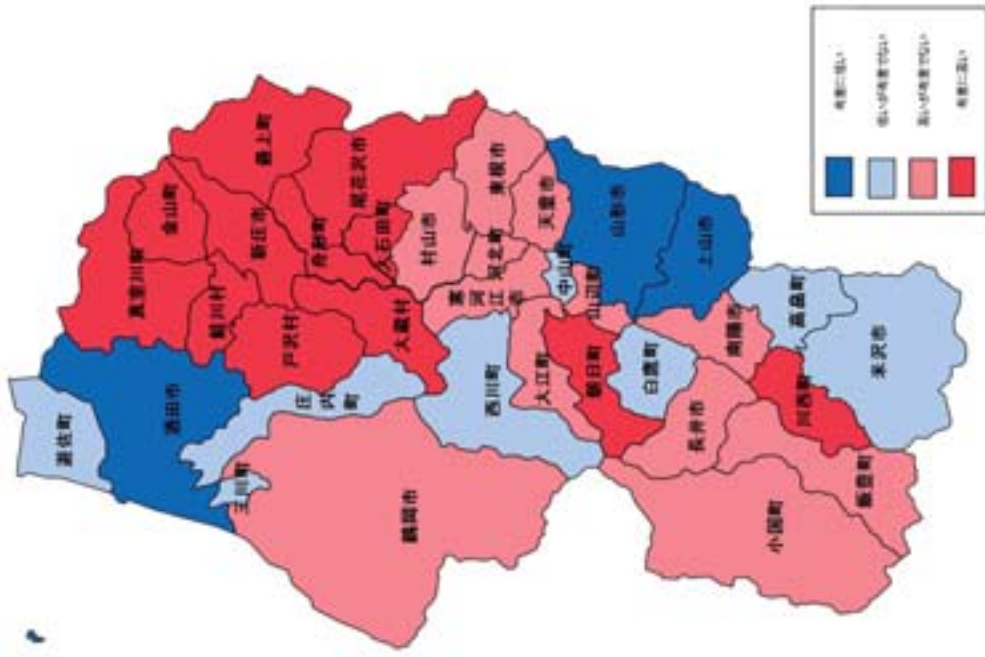 遊佐町
酒田市
真室川町
金山町
最上町
鮭川村
新庄市
戸沢村
舟形町
尾花沢市
大石田町
大蔵村
庄内町
三川町
鶴岡市
村山市
東根市
河北町
天童市
寒河江市
西川町
中山町
山辺町
大江町
山形市
朝日町
上山市
白鷹町
南陽市
高畠町
長井市
川西町
米沢市
小国町
飯豊町
有意に低い
低いが有意でない
高いが有意でない
有意に高い